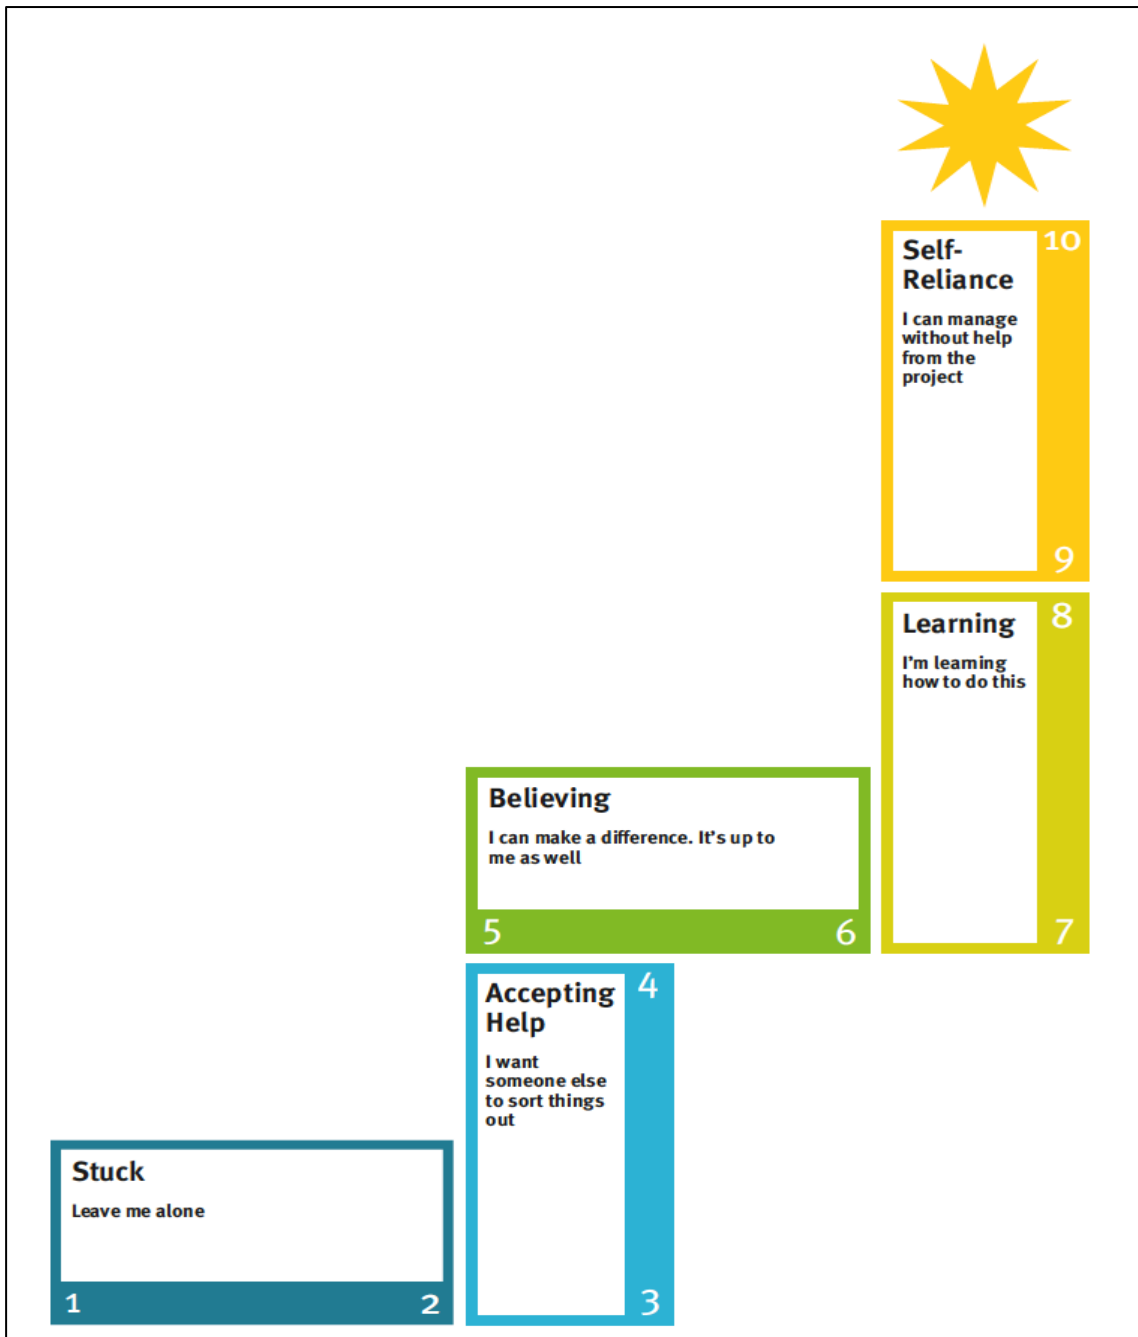 10
Self-
Reliance
I can manage
without help
from the
project
9
8
Learning
I'm learning
how to do this
7
Believing
I can make a difference. It's up to
me as well
5 6
4
Accepting
Help
I want
someone else
to sort things
out
3
Stuck
Leave me alone
1 2